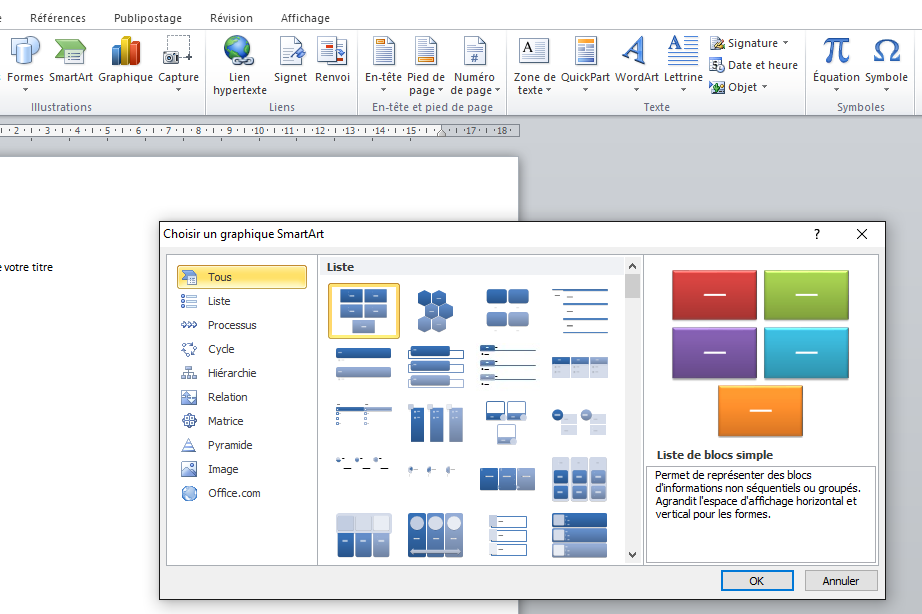 Références Publipostage Révision Affichage
Formes SmartArt Graphique Capture
Lien hypertexte
Signet Renvoi
En-tête
Pied de page
Numéro de page
Zone de texte
QuickPart WordArt Lettrine
Signature
Date et heure
Objet
Équation Symbole
Illustrations Liens En-tête et pied de page Texte Symboles
2 3 4 5 6 7 8 9 10 11 12 13 14 15 17 18
votre titre
Choisir un graphique SmartArt ?
Tous
Liste
Processus
Cycle
Hiérarchie
Relation
Matrice
Pyramide
Image
Office.com
Liste
Liste de blocs simple
Permet de représenter des blocs
d'informations non séquentiels ou groupés.
Agrandit l'espace d'affichage horizontal et
vertical pour les formes.
OK Annuler